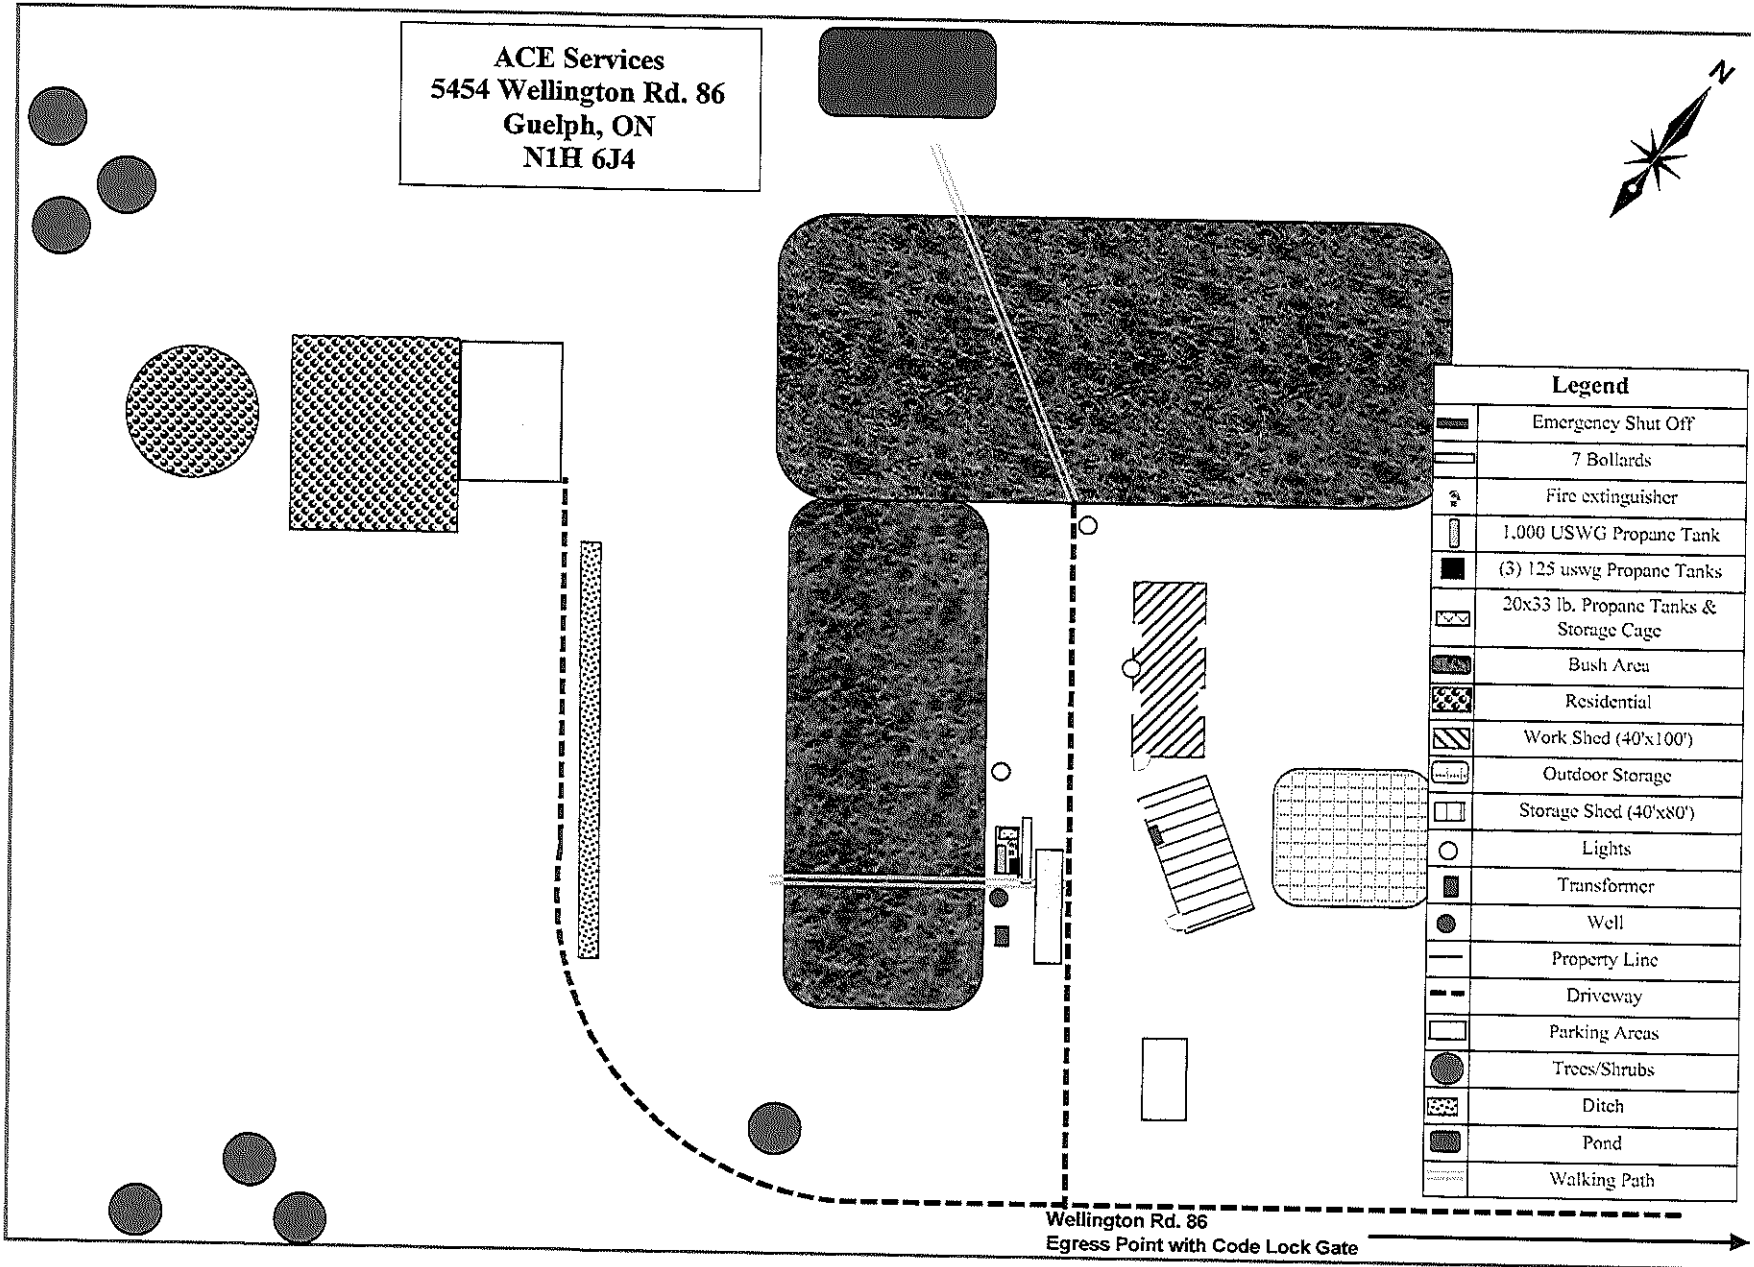 ACE Services
5454 Wellington Rd. 86
Guelph, ON
N1H 6J4
N
Legend
Emergency Shut Off
7 Bollards
Fire extinguisher
1,000 USWG Propane Tank
(3) 125 uswg Propane Tanks
20x33 lb. Propane Tanks &
Storage Cage
Bush Area
Residential
Work Shed (40'x100')
Outdoor Storage
Storage Shed (40'x80')
Lights
Transformer
Well
Property Line
Driveway
Parking Areas
Trees/Shrubs
Ditch
Pond
Walking Path
Wellington Rd. 86
Egress Point with Code Lock Gate